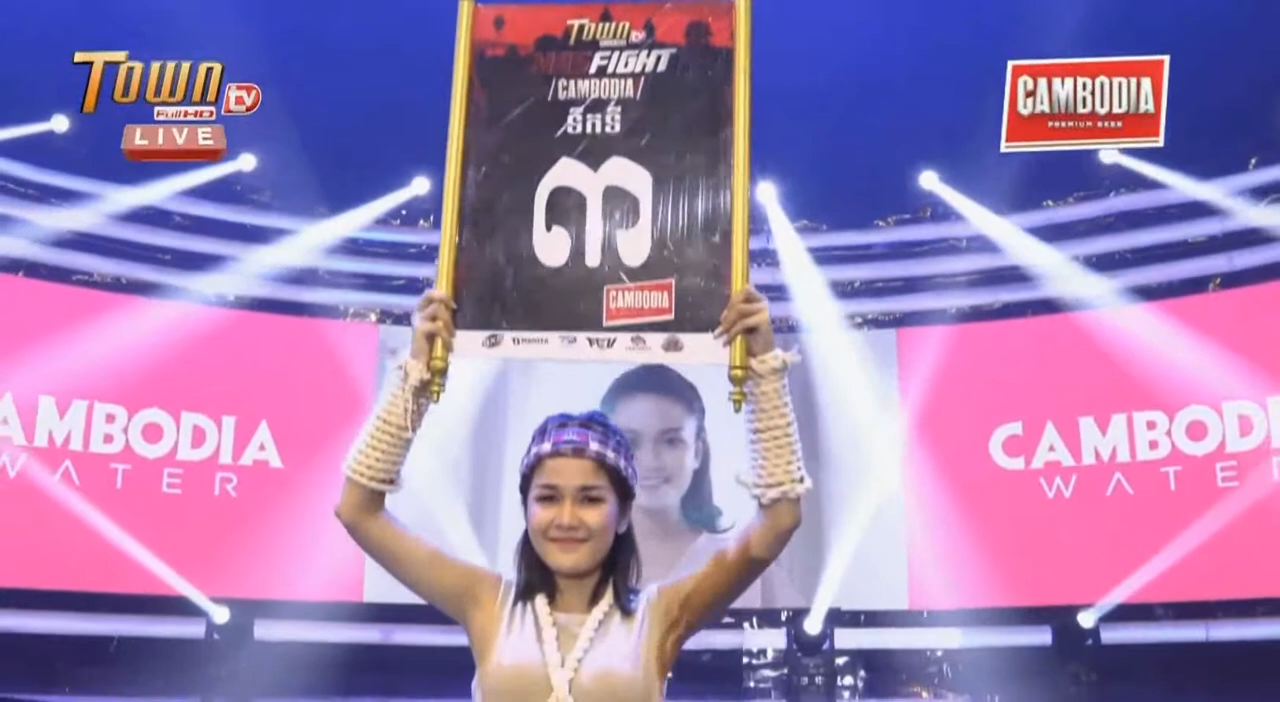 TOWN tv
Full HD
LIVE
TOWN tv
FIGHT
/CAMBODIA/
ទឹកទី
៣
CAMBODIA
CAMBODIA
PREMIUM BEER
CAMBODIA
WATER
CAMBODIA
WATER